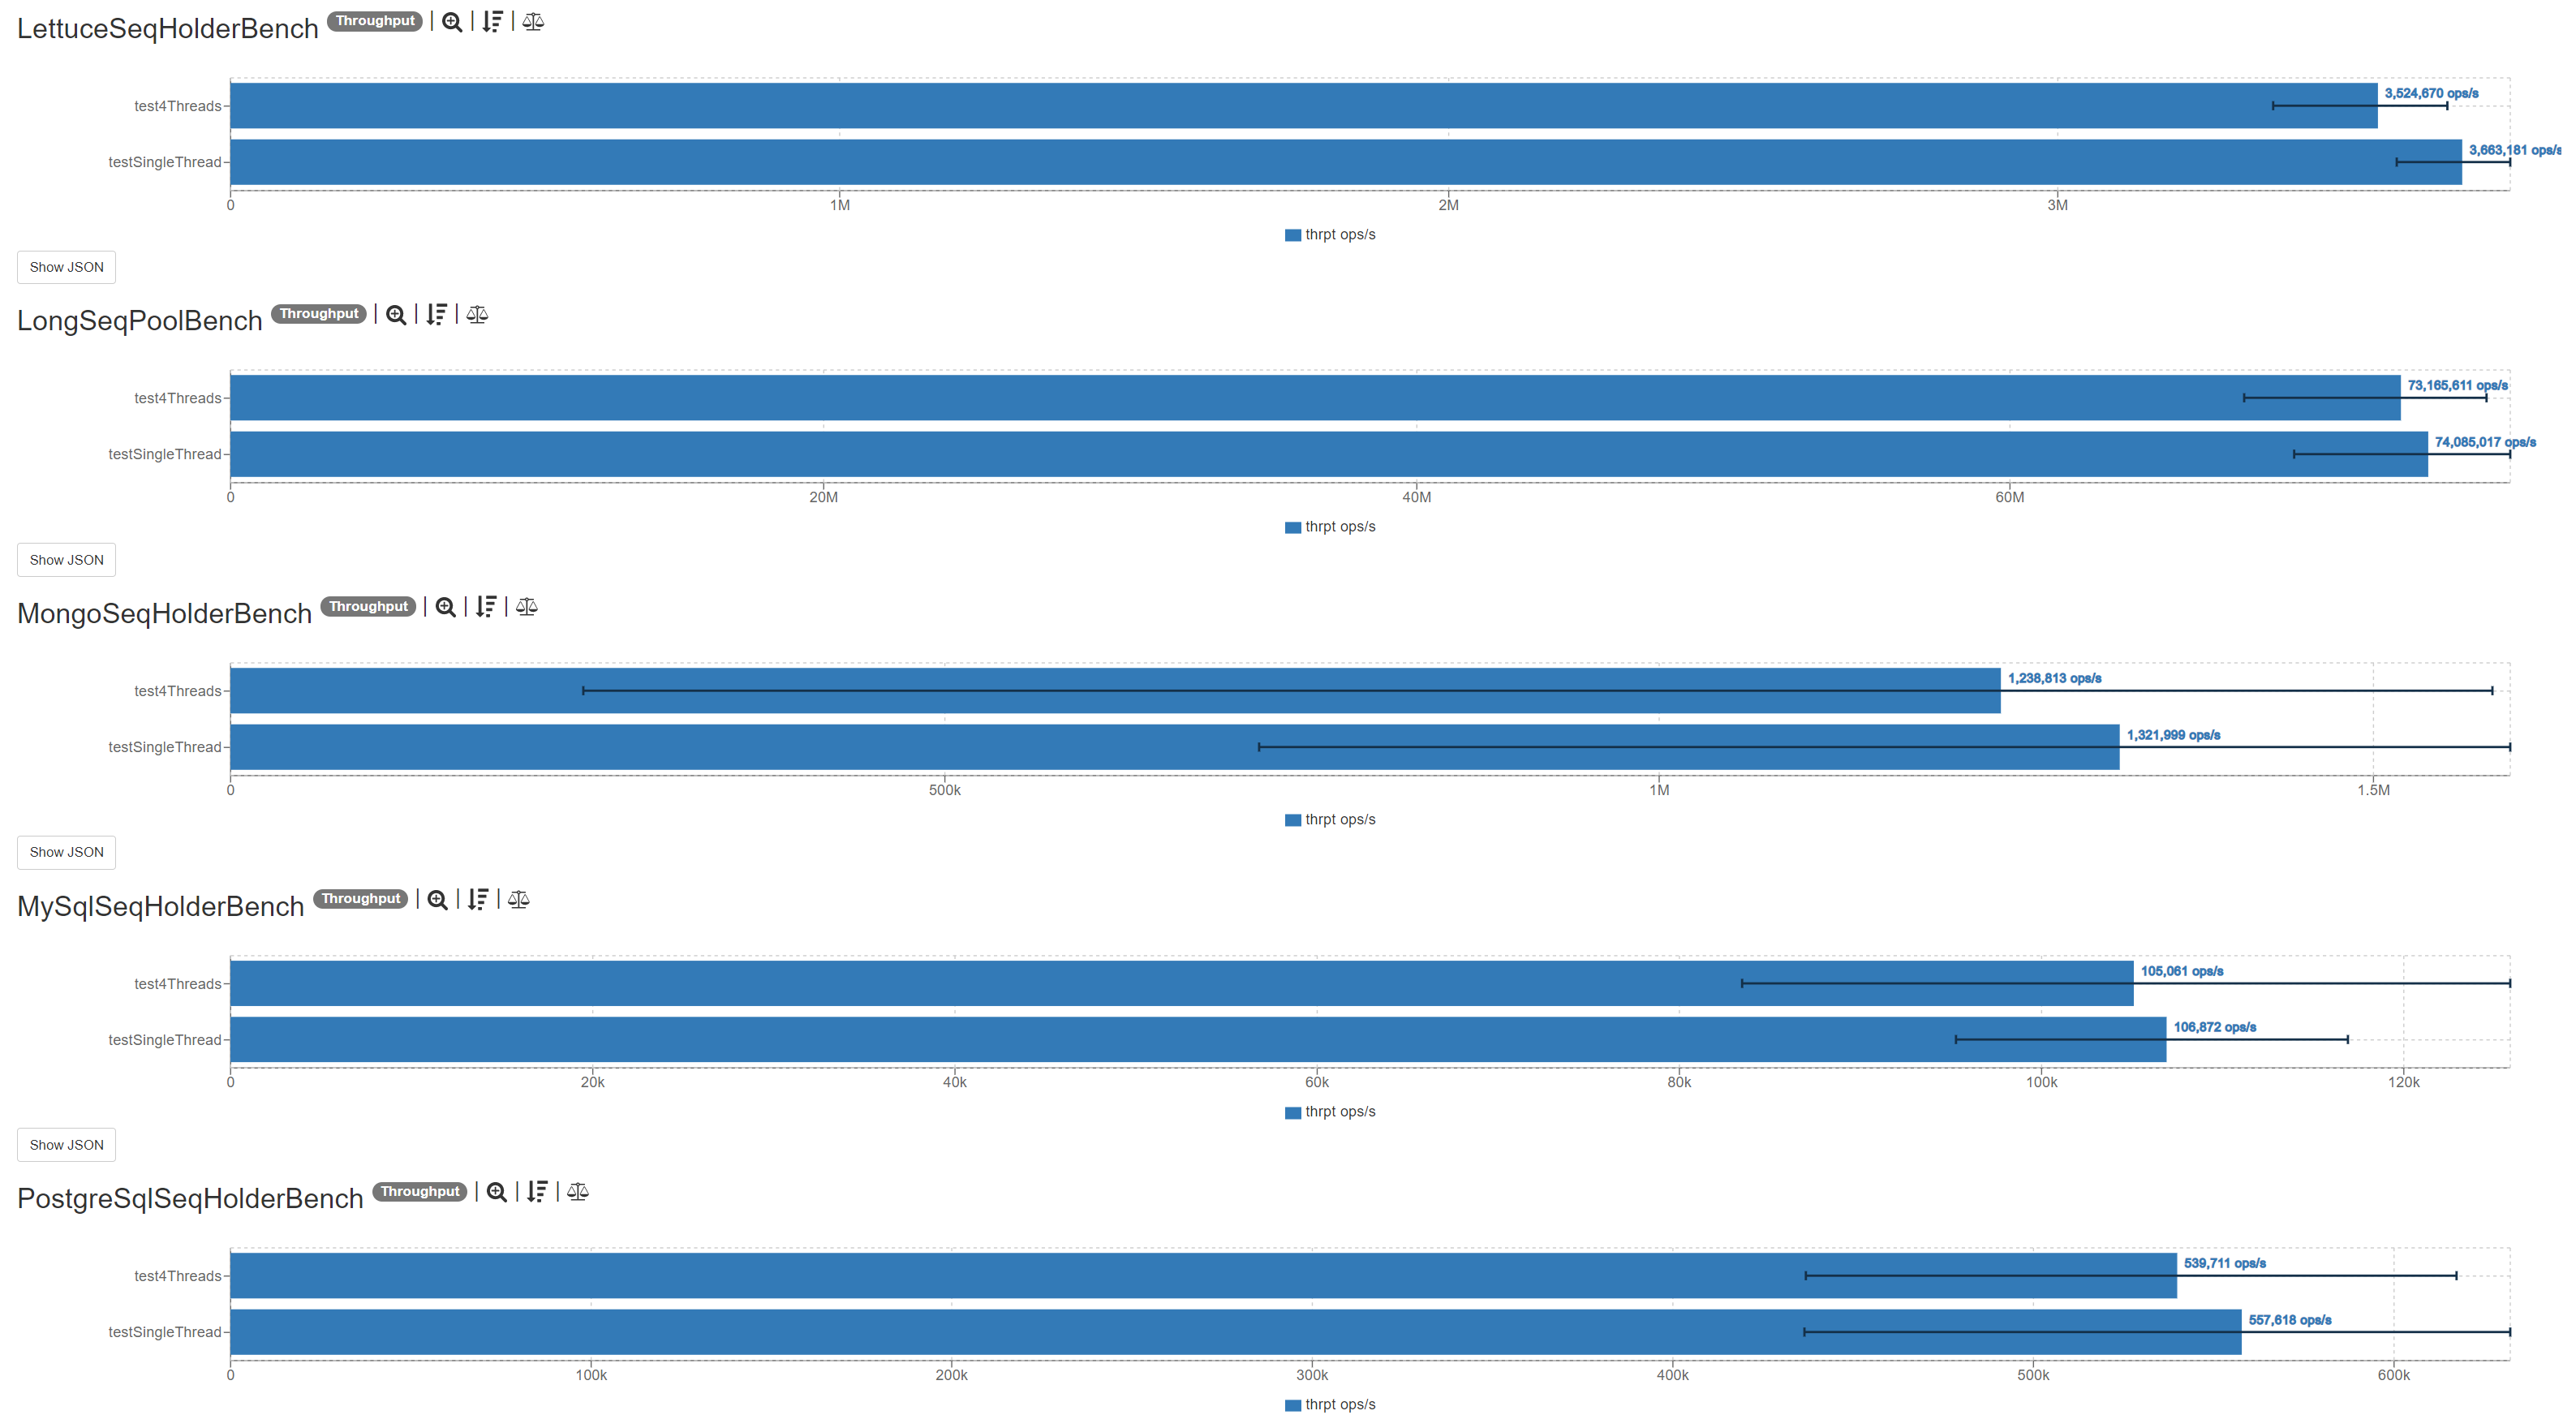 LettuceSeqHolderBench Throughput
test4Threads 3,524,670 ops/s
testSingleThread 3,663,181 ops/s
0 1M 2M 3M
thrpt ops/s
Show JSON
LongSeqPoolBench Throughput
test4Threads 73,165,611 ops/s
testSingleThread 74,085,017 ops/s
0 20M 40M 60M
thrpt ops/s
Show JSON
MongoSeqHolderBench Throughput
test4Threads 1,238,813 ops/s
testSingleThread 1,321,999 ops/s
0 500k 1M 1.5M
thrpt ops/s
Show JSON
MySqlSeqHolderBench Throughput
test4Threads 105,061 ops/s
testSingleThread 106,872 ops/s
0 20k 40k 60k 80k 100k 120k
thrpt ops/s
Show JSON
PostgreSqlSeqHolderBench Throughput
test4Threads 539,711 ops/s
testSingleThread 557,618 ops/s
0 100k 200k 300k 400k 500k 600k
thrpt ops/s